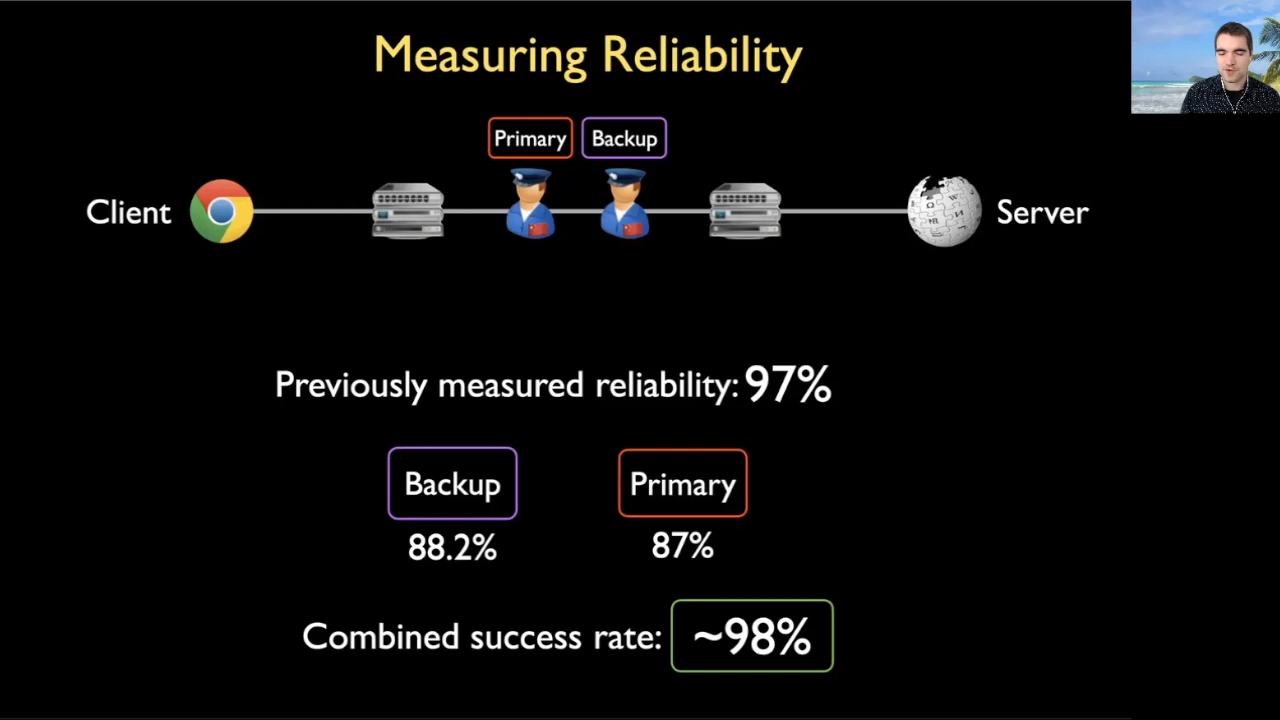 Measuring Reliability
Primary
Backup
Client
Server
Previously measured reliability: 97%
Backup
Primary
88.2%
87%
Combined success rate: ~98%